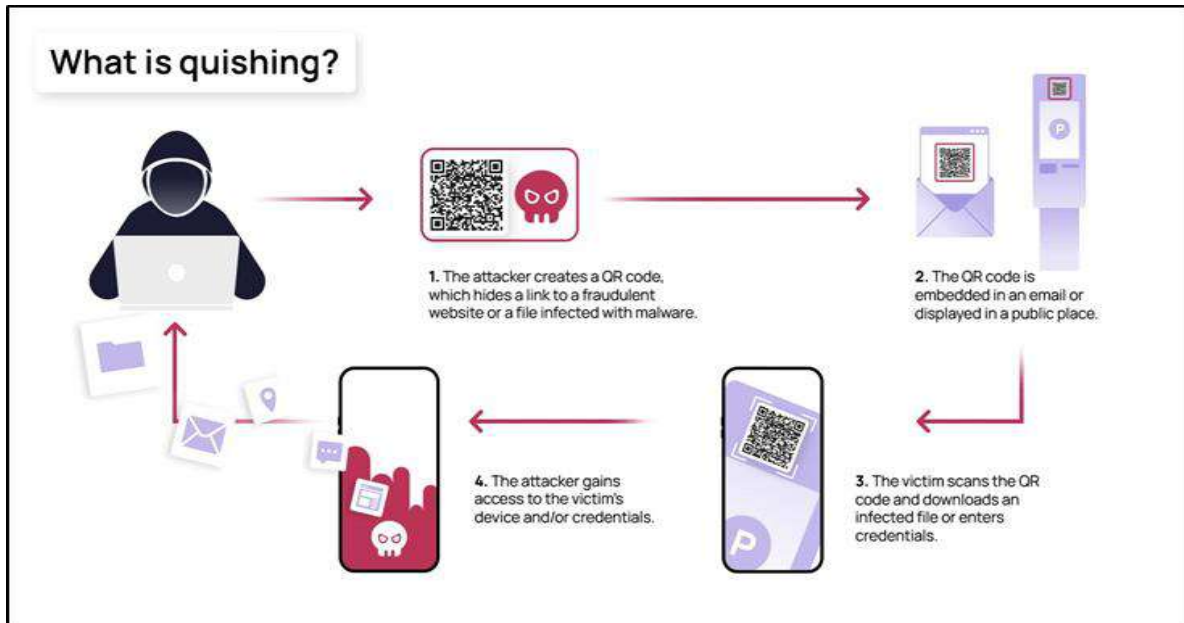 What is quishing?
1. The attacker creates a QR code,
which hides a link to a fraudulent
website or a file infected with malware.
P
2. The QR code is
embedded in an email or
displayed in a public place.
4. The attacker gains
access to the victim's
device and/or credentials.
P
3. The victim scans the QR
code and downloads an
infected file or enters
credentials.